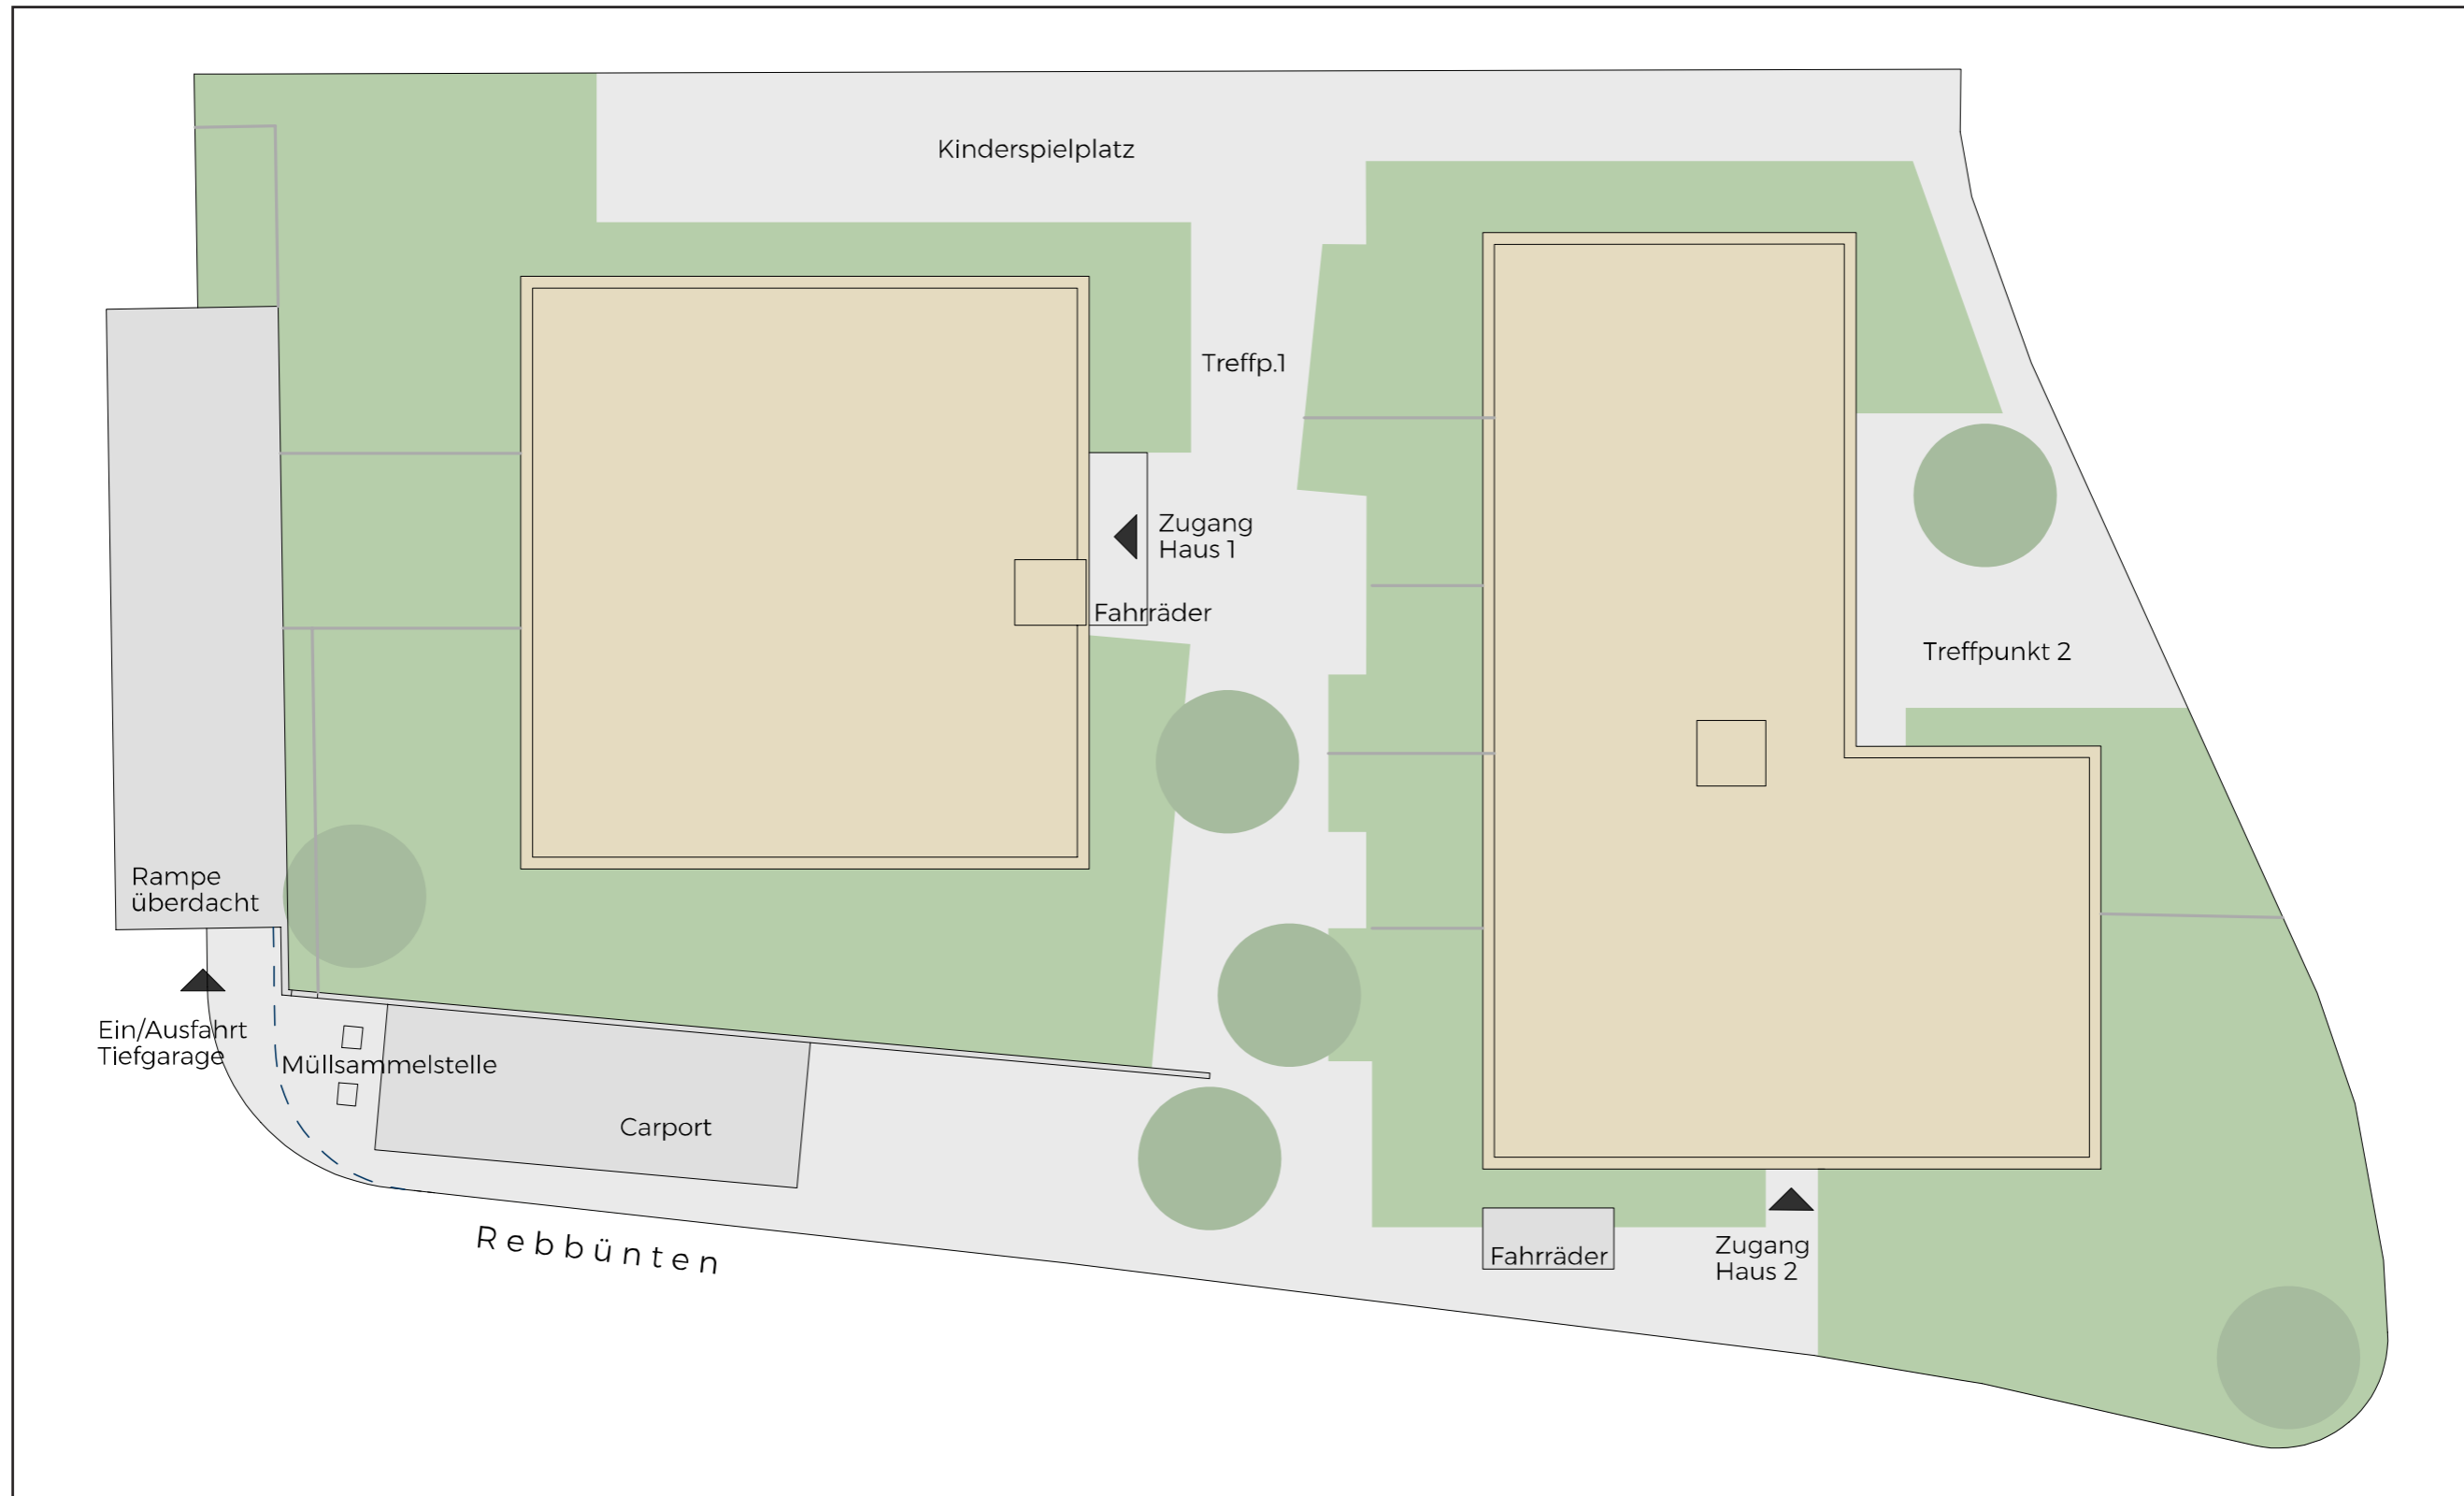 Kinderspielplatz
Treffp.1
Zugang
Haus 1
Fahrräder
Treffpunkt 2
Rampe
überdacht
Ein/Ausfahrt
Tiefgarage
Müllsammelstelle
Carport
Rebbünten
Fahrräder
Zugang
Haus 2